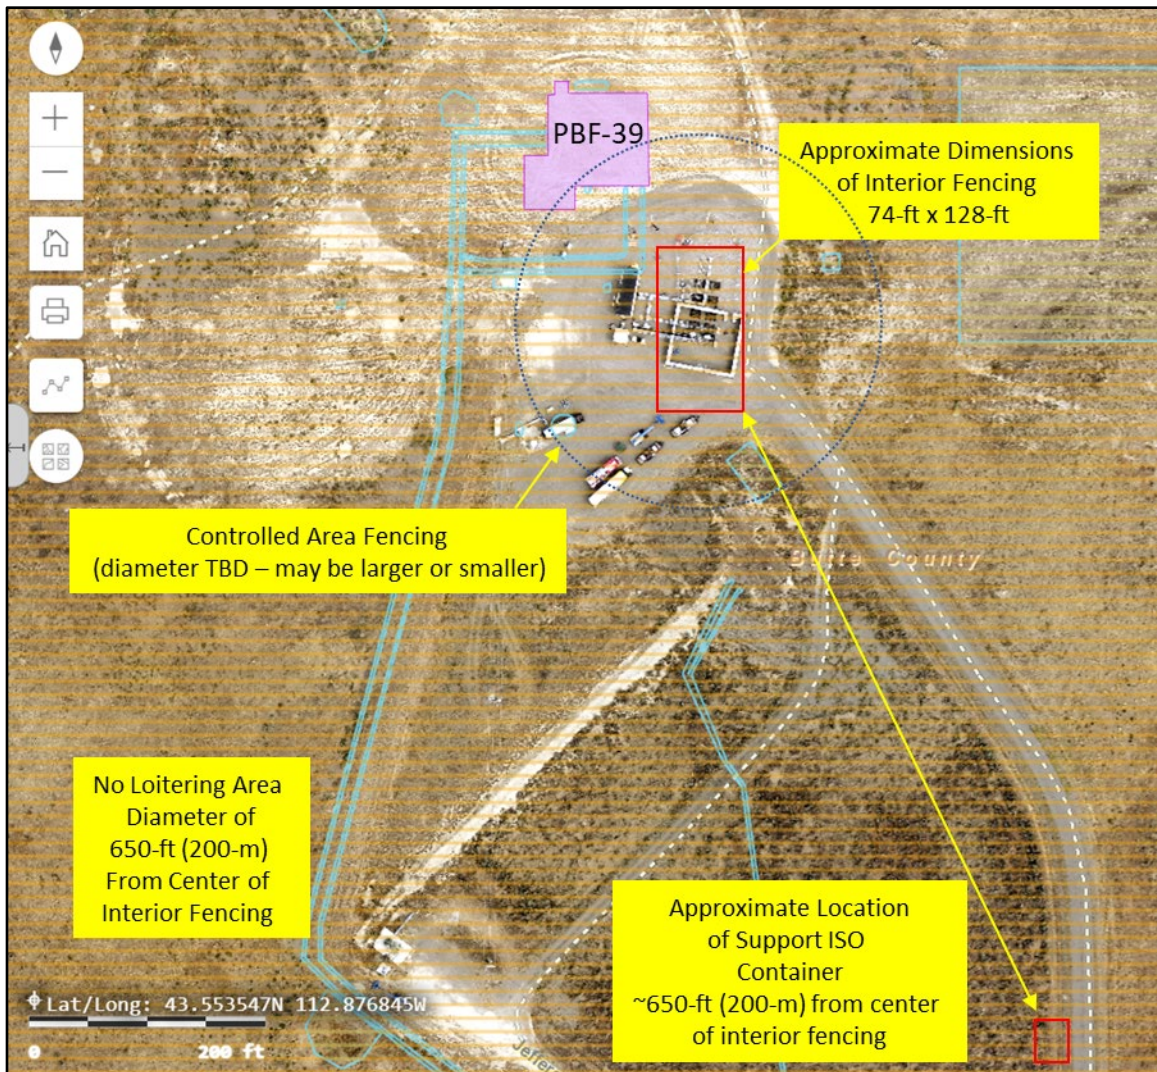 PBF-39
Approximate Dimensions
of Interior Fencing
74-ft x 128-ft
Controlled Area Fencing
(diameter TBD – may be larger or smaller)
Butte County
No Loitering Area
Diameter of
650-ft (200-m)
From Center of
Interior Fencing
Approximate Location
of Support ISO
Container
~650-ft (200-m) from center
of interior fencing
Lat/Long: 43.553547N 112.876845W
0
200 ft
Jeffer